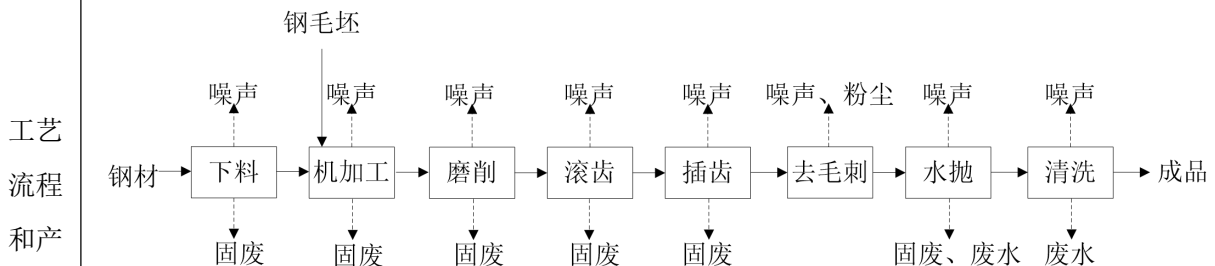 钢毛坯
噪声 噪声 噪声 噪声 噪声 噪声、粉尘 噪声 噪声
工艺
流程
和产
钢材 下料 机加工 磨削 滚齿 插齿 去毛刺 水抛 清洗 成品
固废 固废 固废 固废 固废 固废、废水 废水